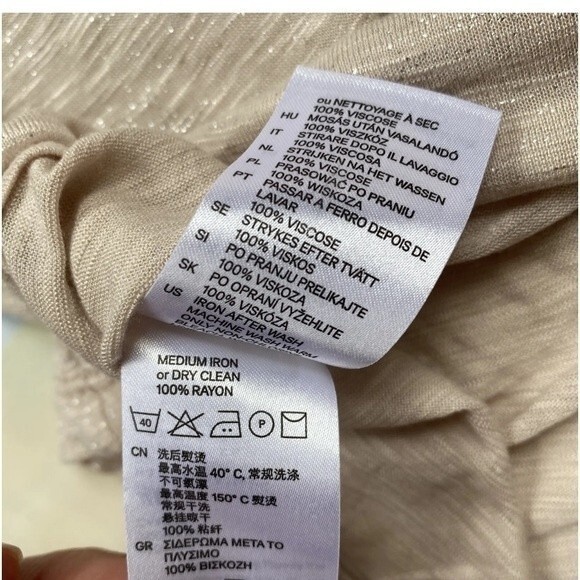 OU NETTOYAGE À SEC
100% VISCOSE
HU MOSÁS UTÁN VASALANDÓ
100% VISZKÓZ
IT STIRARE DOPO IL LAVAGGIO
100% VISCOSA
NL STRIJKEN NA HET WASSEN
100% VISCOSE
PL PRASOWAĆ PO PRANIU
100% WISKOZA
PT PASSAR A FERRO DEPOIS DE
LAVAR
100% VISCOSE
SE STRYKES EFTER TVÄTT
100% VISKOS
SI PO PRANJU PRELIKAJTE
100% VISKOZA
SK PO OPRANÍ VYŽEHLITE
100% VISKÓZA
US IRON AFTER WASH
MACHINE WASH WARM
ONLY NON-
MEDIUM IRON
or DRY CLEAN
100% RAYON
40 P
CN 洗后熨烫
最高水温 40°C, 常规洗涤
不可氯漂
最高温度 150°C 熨烫
常规干洗
悬挂晾干
100% 粘纤
GR ΣΙΔΕΡΩΜΑ ΜΕΤΑ ΤΟ
ΠΛΥΣΙΜΟ
100% ΒΙΣΚΟΖΗ